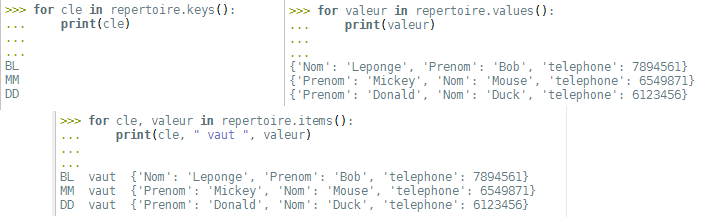 >>> for cle in repertoire.keys():
...     print(cle)
...
...
BL
MM
DD
>>> for valeur in repertoire.values():
...     print(valeur)
...
...
{'Nom': 'Leponge', 'Prenom': 'Bob', 'telephone': 7894561}
{'Prenom': 'Mickey', 'Nom': 'Mouse', 'telephone': 6549871}
{'Prenom': 'Donald', 'Nom': 'Duck', 'telephone': 6123456}
>>> for cle, valeur in repertoire.items():
...     print(cle, " vaut ", valeur)
...
...
BL  vaut  {'Nom': 'Leponge', 'Prenom': 'Bob', 'telephone': 7894561}
MM  vaut  {'Prenom': 'Mickey', 'Nom': 'Mouse', 'telephone': 6549871}
DD  vaut  {'Prenom': 'Donald', 'Nom': 'Duck', 'telephone': 6123456}